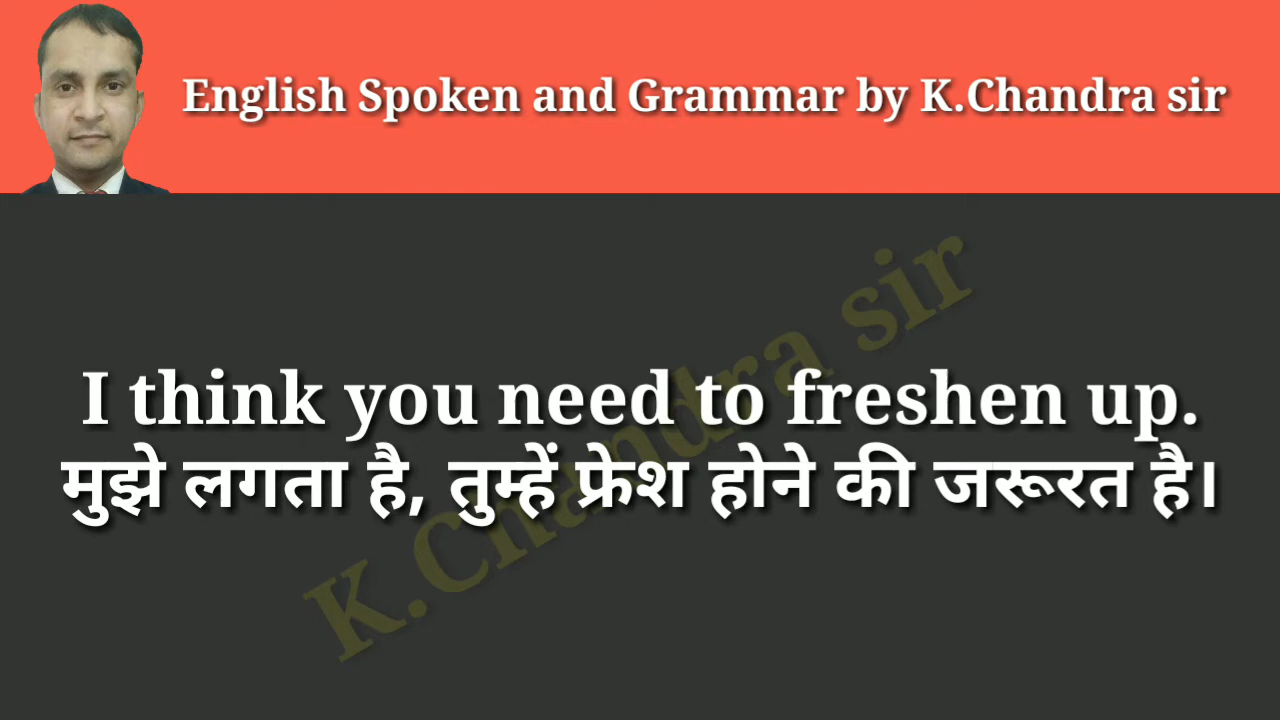 English Spoken and Grammar by K.Chandra sir
I think you need to freshen up.
मुझे लगता है, तुम्हें फ्रेश होने की जरूरत है।
K.Chandra sir